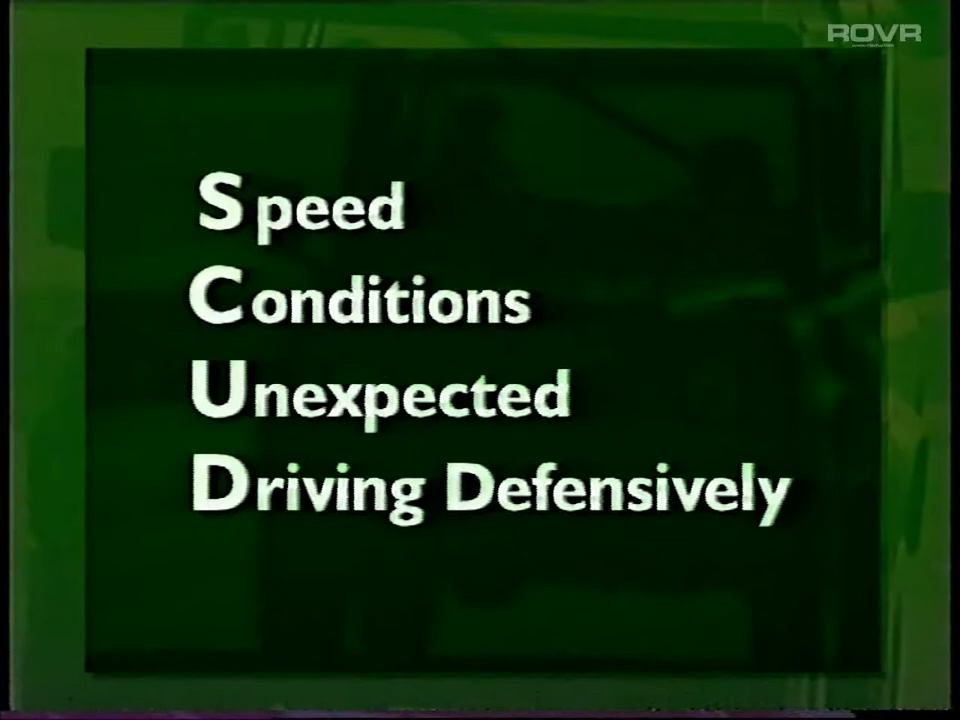 ROVR
Speed
Conditions
Unexpected
Driving Defensively